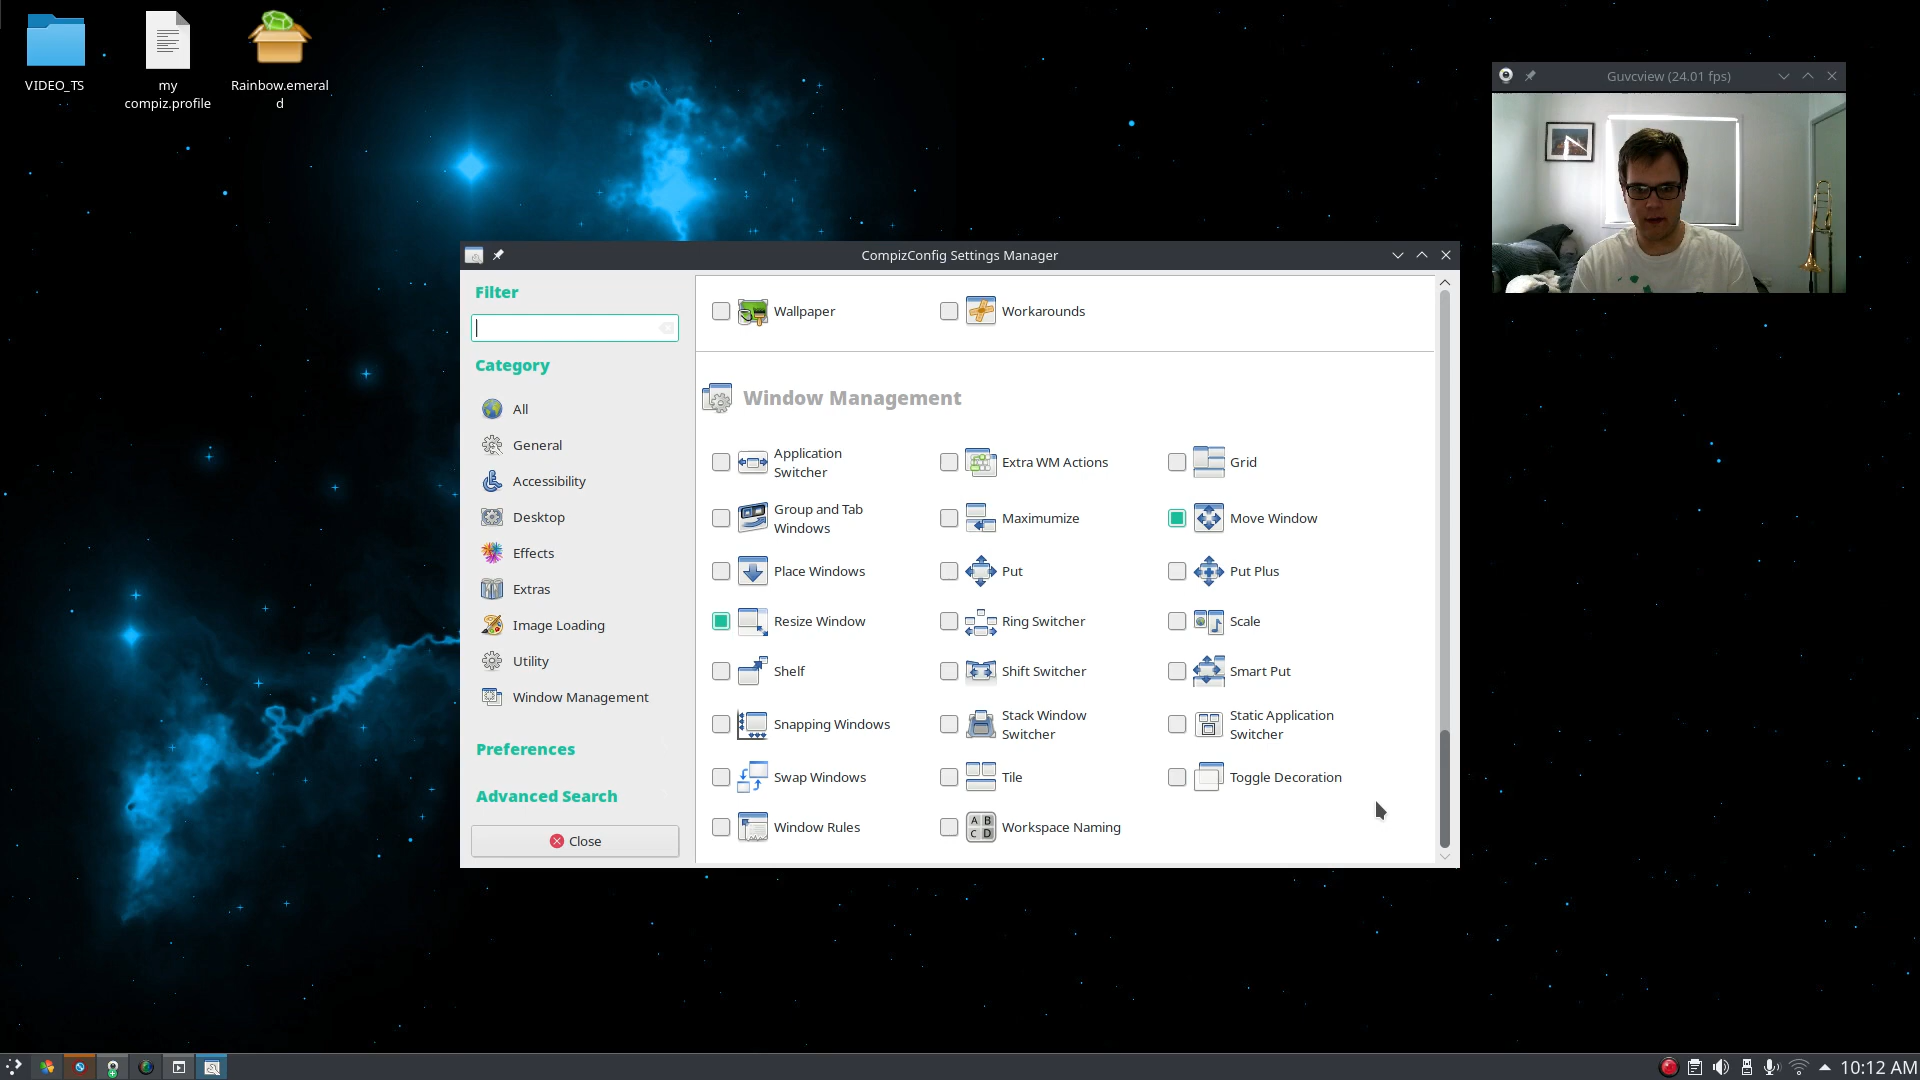 VIDEO_TS
my
compiz.profile
Rainbow.emeral
d
Guvcview (24.01 fps)
CompizConfig Settings Manager
Filter
Category
All
General
Accessibility
Desktop
Effects
Extras
Image Loading
Utility
Window Management
Preferences
Advanced Search
Close
Wallpaper
Workarounds
Window Management
Application
Switcher
Extra WM Actions
Grid
Group and Tab
Windows
Maximumize
Move Window
Place Windows
Put
Put Plus
Resize Window
Ring Switcher
Scale
Shelf
Shift Switcher
Smart Put
Snapping Windows
Stack Window
Switcher
Static Application
Switcher
Swap Windows
Tile
Toggle Decoration
Window Rules
A B
C D
Workspace Naming
10:12 AM